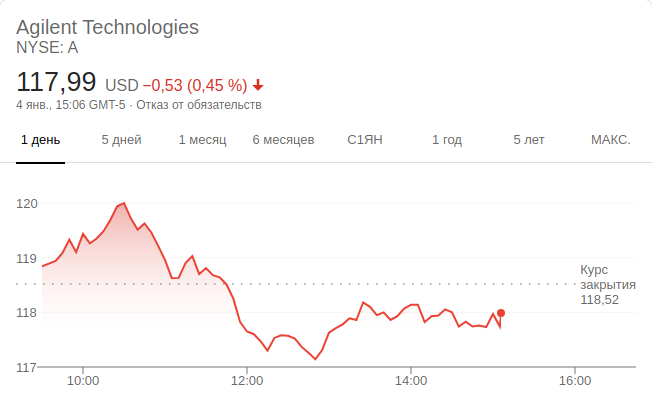 Agilent Technologies
NYSE: A
117,99 USD −0,53 (0,45 %)
4 янв., 15:06 GMT-5 · Отказ от обязательств
1 день 5 дней 1 месяц 6 месяцев С1ЯН 1 год 5 лет МАКС.
120
119
Курс
закрытия
118,52
118
117
10:00 12:00 14:00 16:00